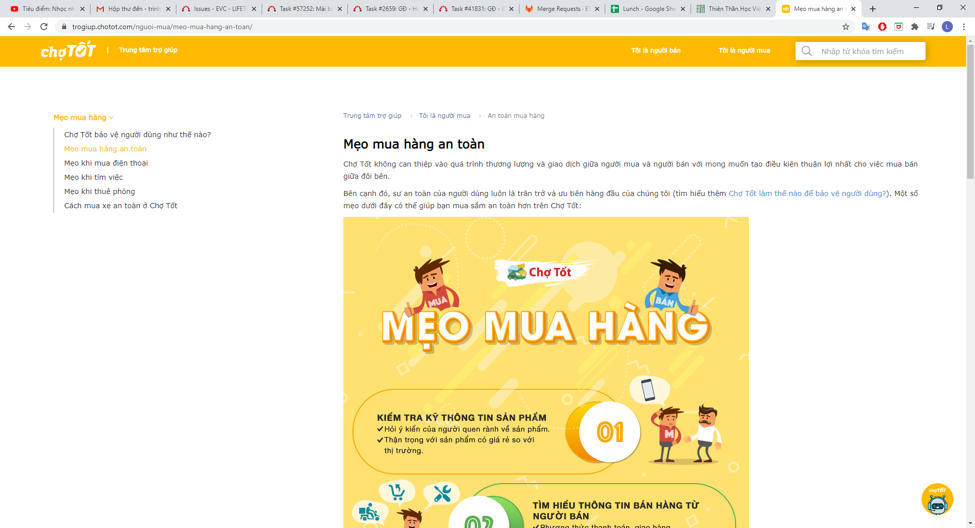 Tiêu điểm: Nhạc nh
Hộp thư đến - trinh
Issues - EVC - LIFET
Task #57252: Mãi b
Task #2659: GĐ - H
Task #41831: GĐ -
Merge Requests - E
Lunch - Google She
Thiên Thần Học Việ
Mẹo mua hàng an
trogiup.chotot.com/nguoi-mua/meo-mua-hang-an-toan/
L
chợTỐT | Trung tâm trợ giúp
Tôi là người bán
Tôi là người mua
Nhập từ khóa tìm kiếm
Mẹo mua hàng
Chợ Tốt bảo vệ người dùng như thế nào?
Mẹo mua hàng an toàn
Mẹo khi mua điện thoại
Mẹo khi tìm việc
Mẹo khi thuê phòng
Cách mua xe an toàn ở Chợ Tốt
Trung tâm trợ giúp › Tôi là người mua › An toàn mua hàng
Mẹo mua hàng an toàn
Chợ Tốt không can thiệp vào quá trình thương lượng và giao dịch giữa người mua và người bán với mong muốn tạo điều kiện thuận lợi nhất cho việc mua bán
giữa đôi bên.
Bên cạnh đó, sự an toàn của người dùng luôn là trăn trở và ưu tiên hàng đầu của chúng tôi (tìm hiểu thêm Chợ Tốt làm thế nào để bảo vệ người dùng?). Một số
mẹo dưới đây có thể giúp bạn mua sắm an toàn hơn trên Chợ Tốt:
Chợ Tốt
MUA
BÁN
MẸO MUA HÀNG
KIỂM TRA KỸ THÔNG TIN SẢN PHẨM
✔Hỏi ý kiến của người quen rành về sản phẩm.
✔Thận trọng với sản phẩm có giá rẻ so với
thị trường.
01
M
TÌM HIỂU THÔNG TIN BÁN HÀNG TỪ
NGƯỜI BÁN
✔Phương thức thanh toán, giao hàng
02
chợTỐT